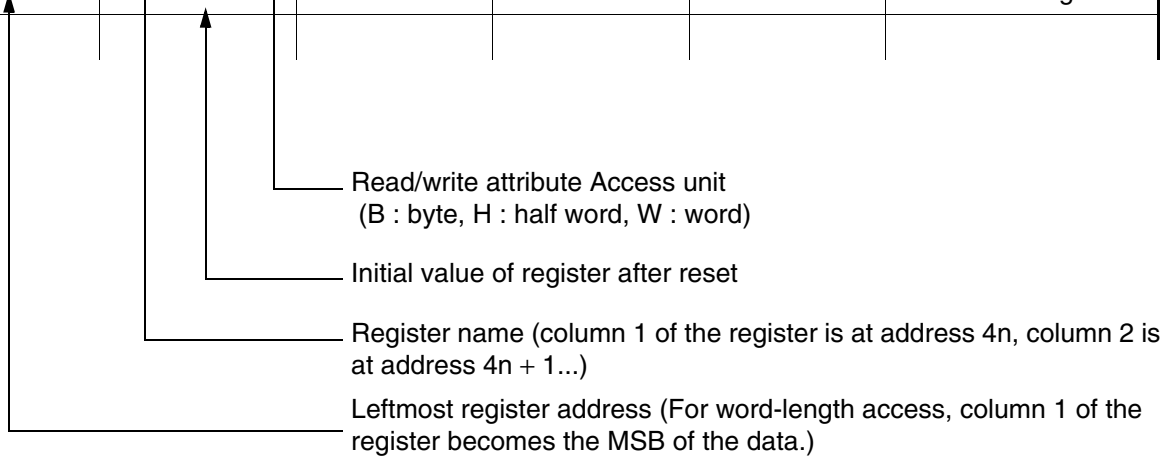 Read/write attribute Access unit
(B : byte, H : half word, W : word)
Initial value of register after reset
Register name (column 1 of the register is at address 4n, column 2 is
at address 4n + 1...)
Leftmost register address (For word-length access, column 1 of the
register becomes the MSB of the data.)